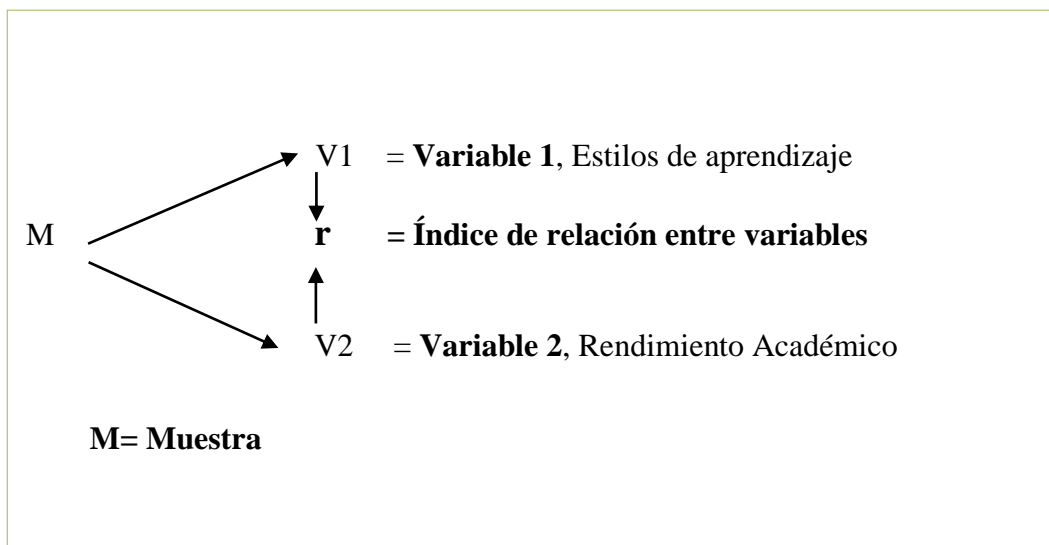 V1 = Variable 1, Estilos de aprendizaje
M r = Índice de relación entre variables
V2 = Variable 2, Rendimiento Académico
M= Muestra